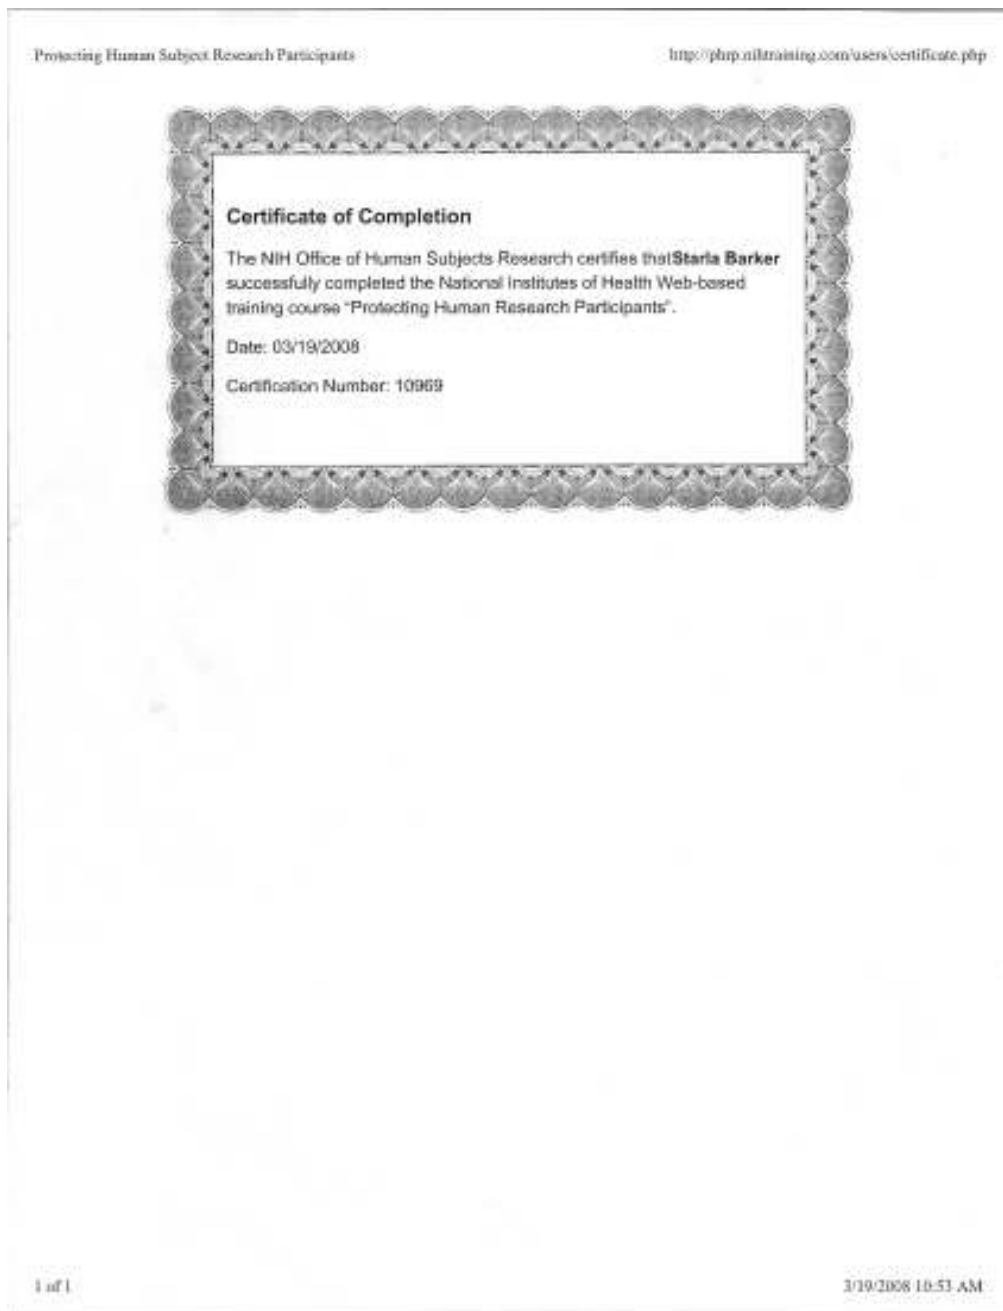 Protecting Human Subject Research Participants
http://phrp.nihtraining.com/users/certificate.php
Certificate of Completion
The NIH Office of Human Subjects Research certifies thatStarla Barker
successfully completed the National Institutes of Health Web-based
training course "Protecting Human Research Participants".
Date: 03/19/2008
Certification Number: 10969
1 of 1
3/19/2008 10:53 AM